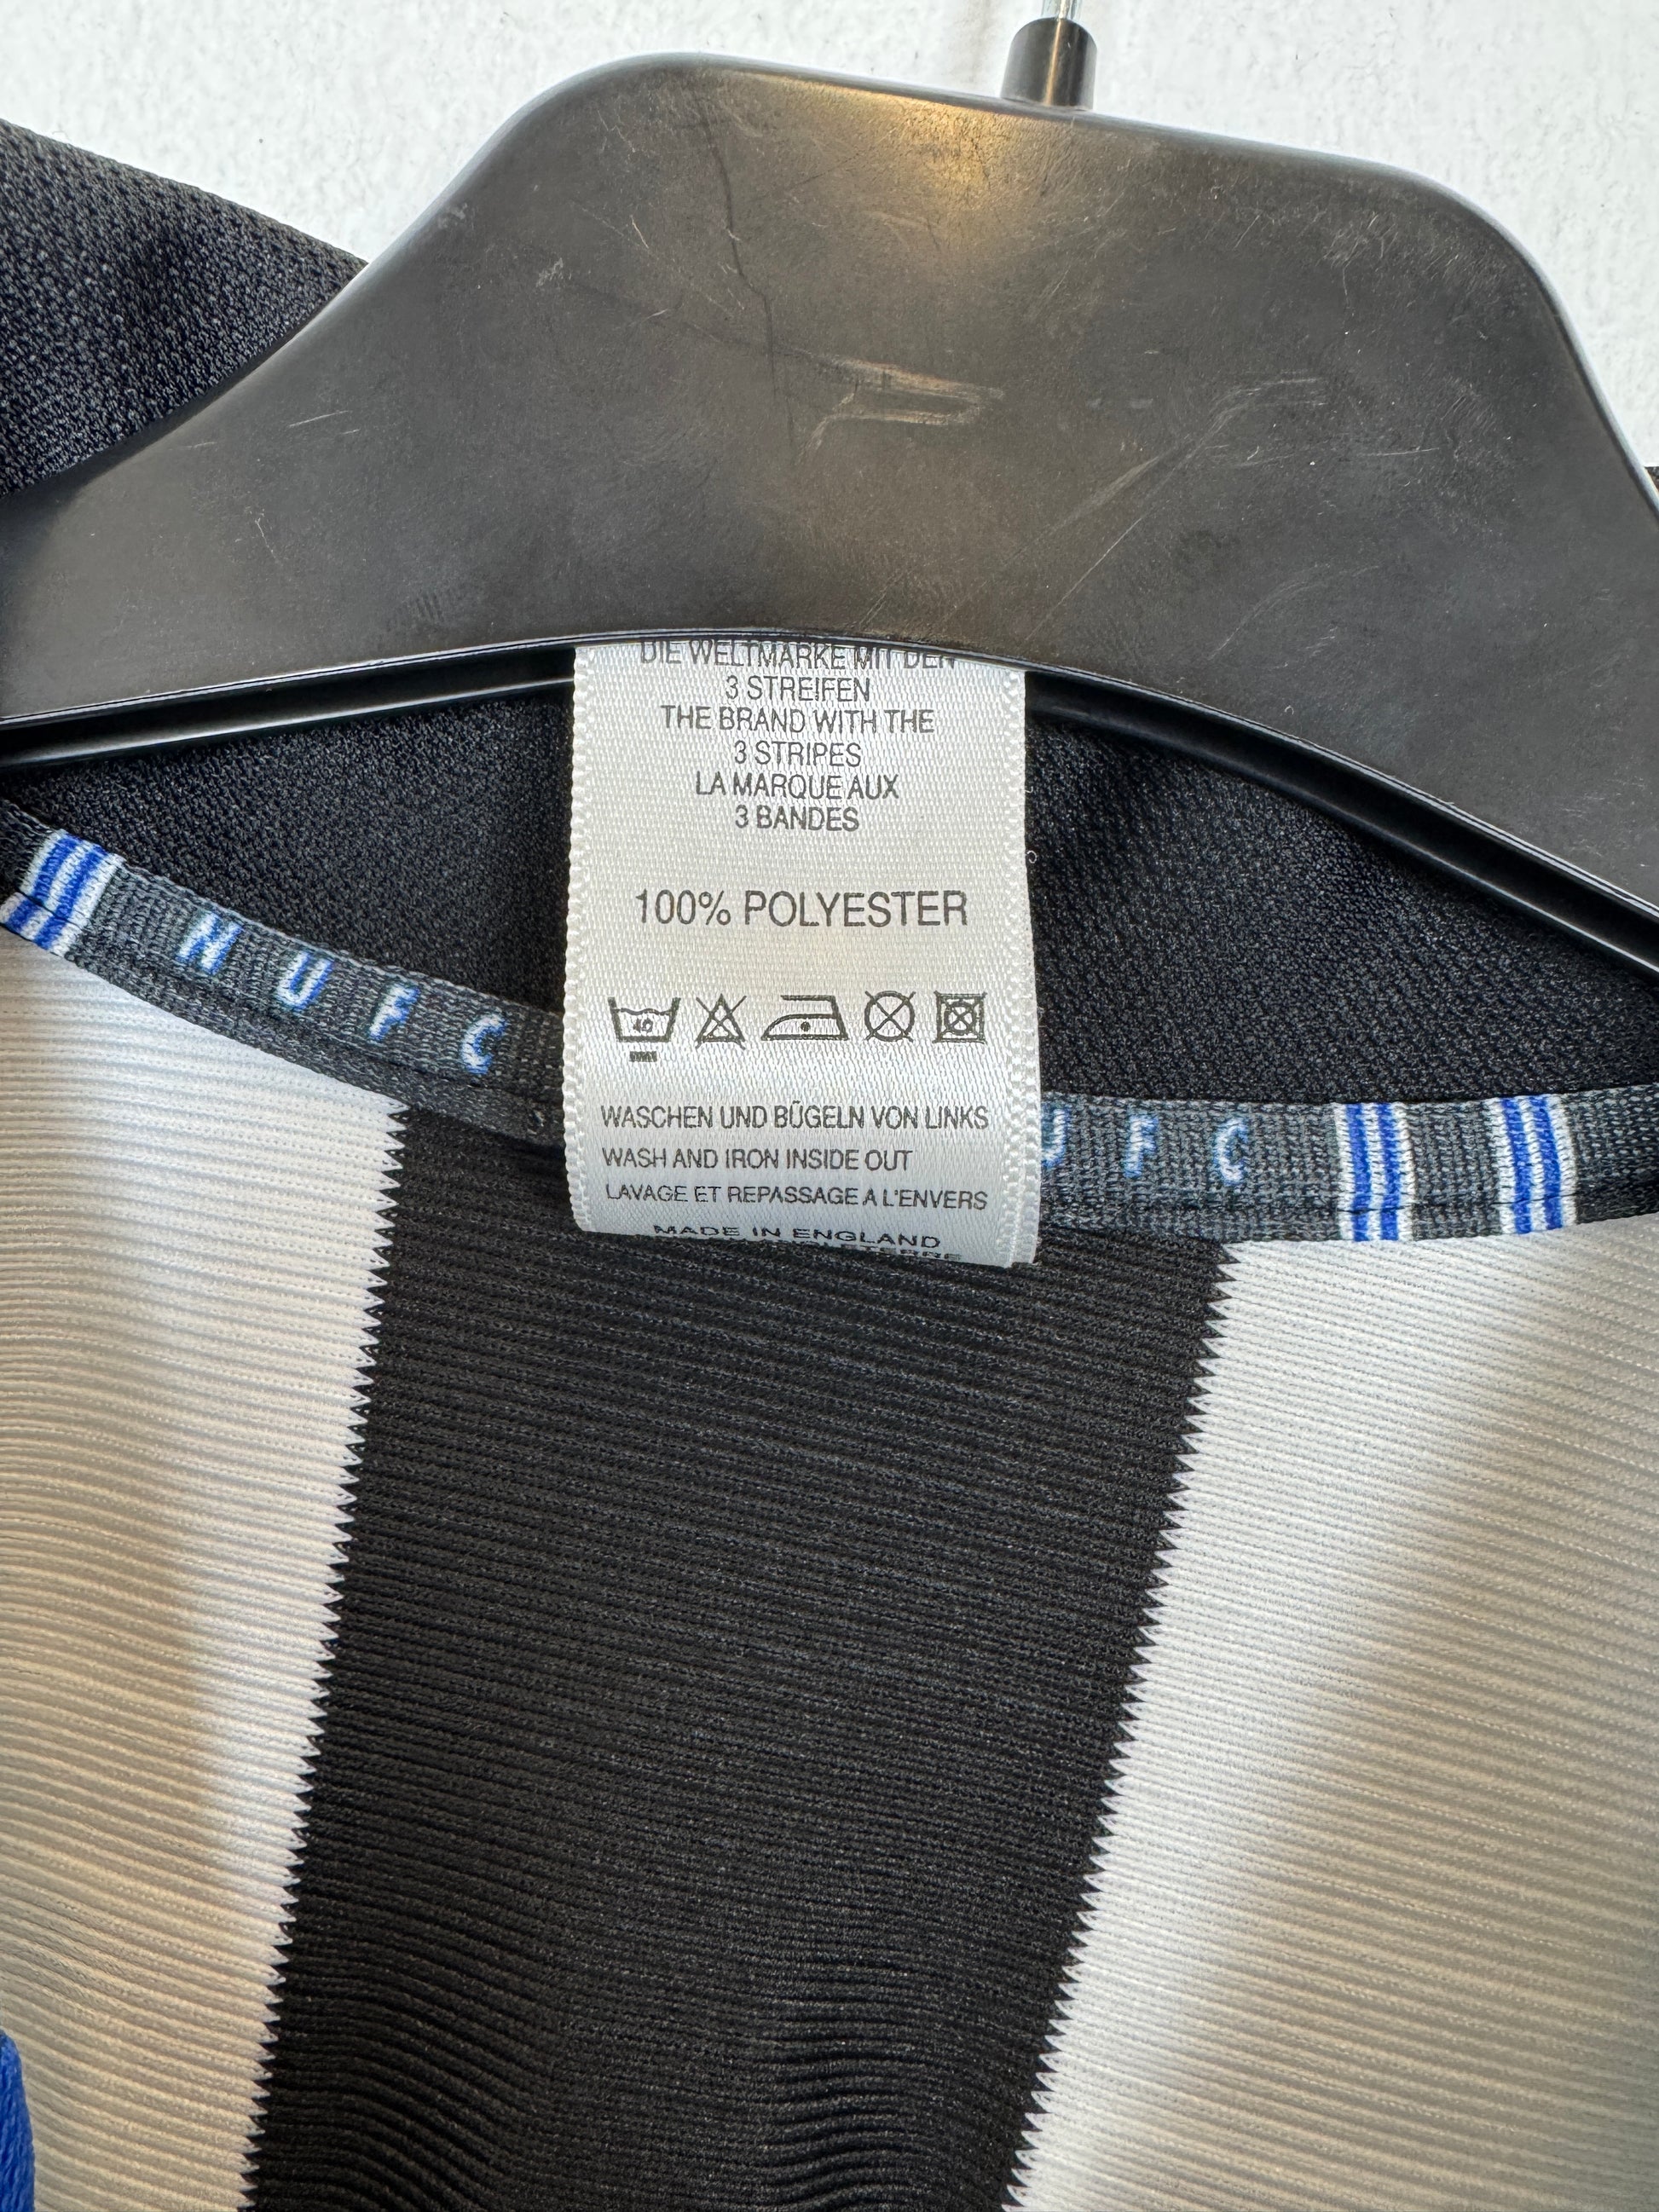 DIE WELTMARKE MIT DEN
3 STREIFEN
THE BRAND WITH THE
3 STRIPES
LA MARQUE AUX
3 BANDES
100% POLYESTER
40
WASCHEN UND BÜGELN VON LINKS
WASH AND IRON INSIDE OUT
LAVAGE ET REPASSAGE A L'ENVERS
MADE IN ENGLAND
NUFC
UFC